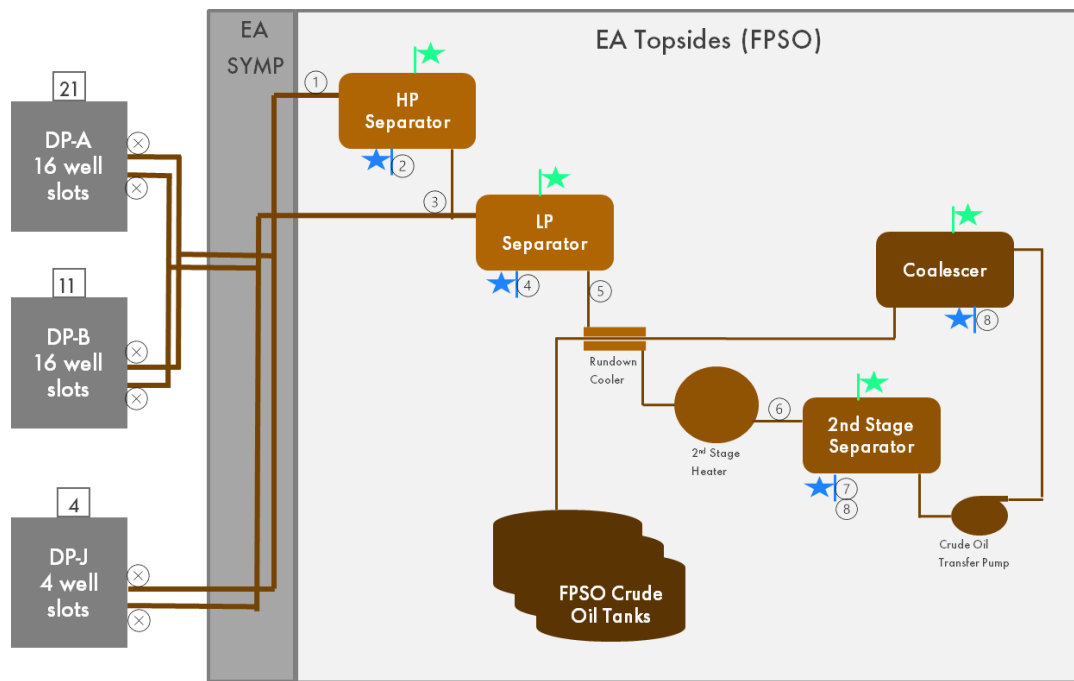 EA
SYMP
EA Topsides (FPSO)
21
DP-A
16 well
slots
11
DP-B
16 well
slots
4
DP-J
4 well
slots
1
HP
Separator
2
3
LP
Separator
4
5
Rundown
Cooler
2nd Stage
Heater
6
2nd Stage
Separator
7
8
Coalescer
8
Crude Oil
Transfer Pump
FPSO Crude
Oil Tanks